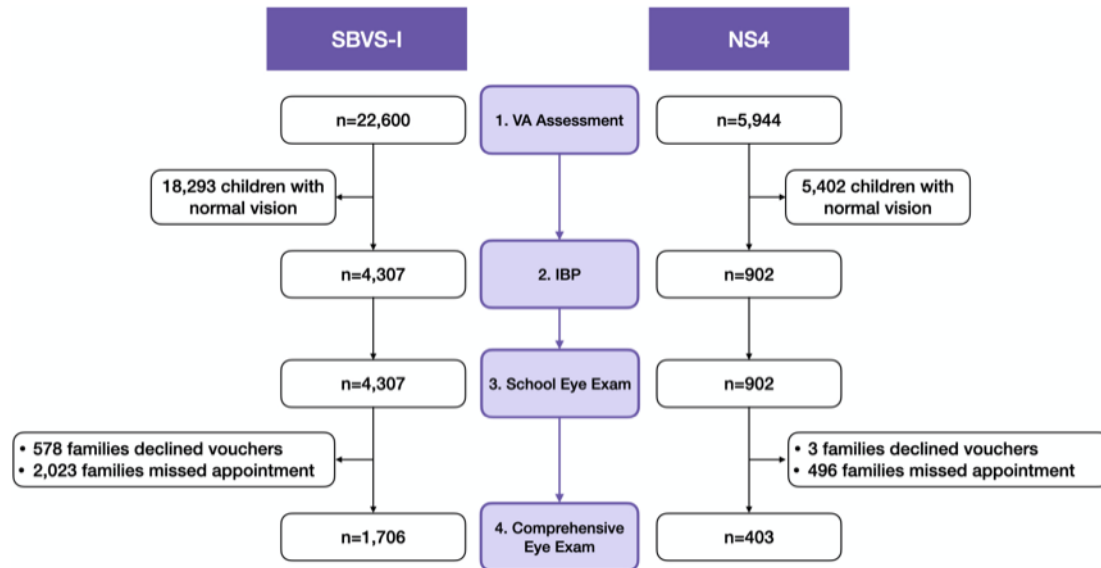 SBVS-I
NS4
n=22,600
1. VA Assessment
n=5,944
18,293 children with
normal vision
5,402 children with
normal vision
n=4,307
2. IBP
n=902
n=4,307
3. School Eye Exam
n=902
• 578 families declined vouchers
• 2,023 families missed appointment
• 3 families declined vouchers
• 496 families missed appointment
n=1,706
4. Comprehensive
Eye Exam
n=403